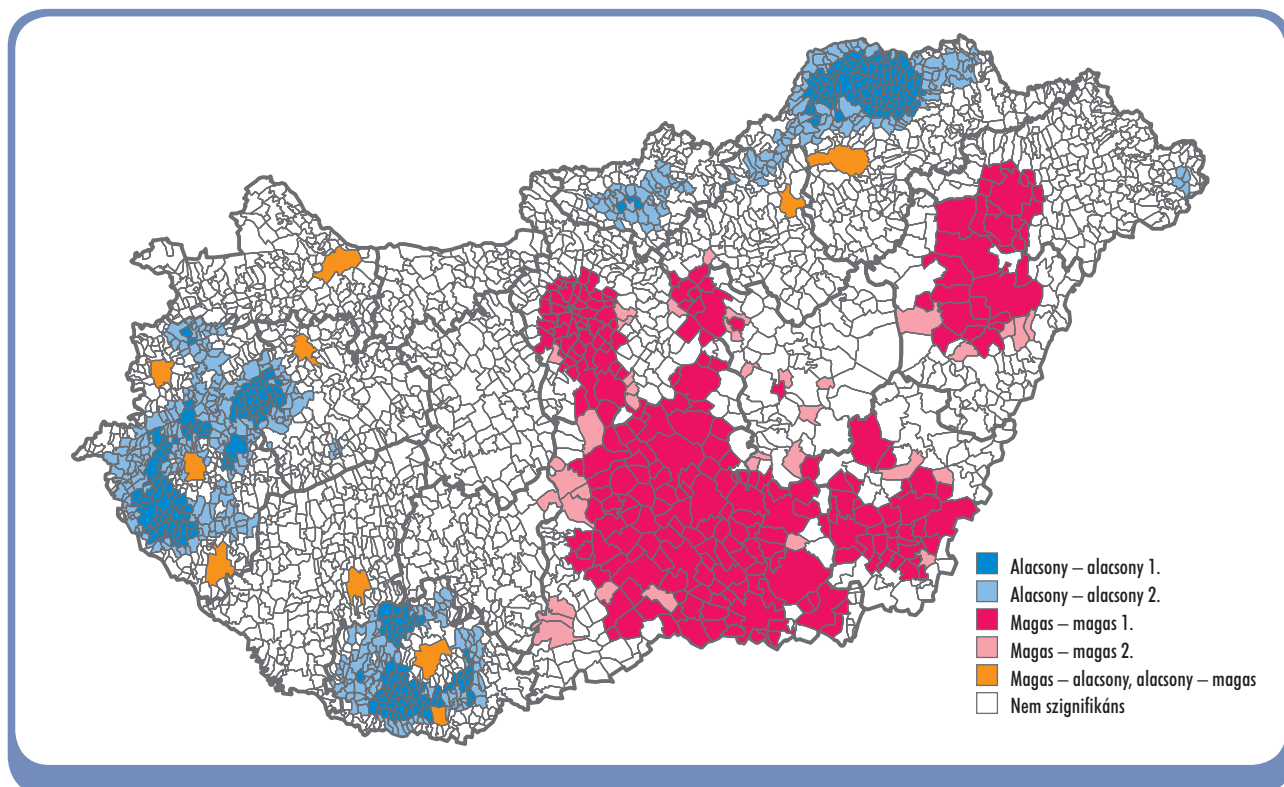 Alacsony – alacsony 1.
Alacsony – alacsony 2.
Magas – magas 1.
Magas – magas 2.
Magas – alacsony, alacsony – magas
Nem szignifikáns